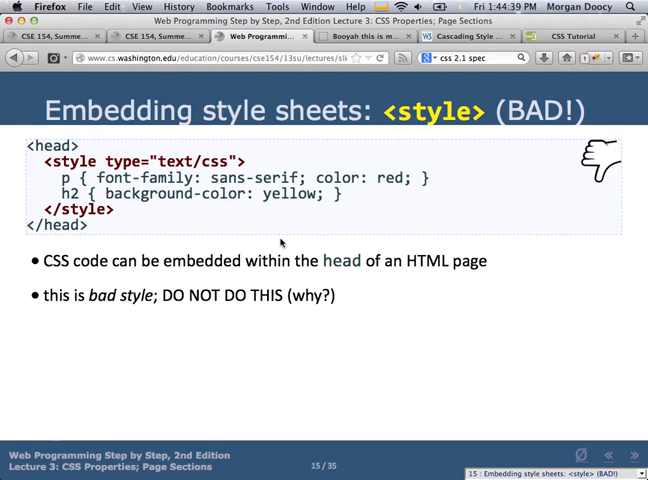 Firefox File Edit View History Bookmarks Tools Window Help Fri 1:44:39 PM Morgan Doocy
Web Programming Step by Step, 2nd Edition Lecture 3: CSS Properties; Page Sections
CSE 154, Summe... CSE 154, Summe... Web Programmi... Booyah this is m... Cascading Style ... CSS Tutorial
www.cs.washington.edu/education/courses/cse154/13su/lectures/sli css 2.1 spec
Embedding style sheets: <style> (BAD!)
<head>
<style type="text/css">
p { font-family: sans-serif; color: red; }
h2 { background-color: yellow; }
</style>
</head>
• CSS code can be embedded within the head of an HTML page
• this is bad style; DO NOT DO THIS (why?)
Web Programming Step by Step, 2nd Edition
Lecture 3: CSS Properties; Page Sections
15 / 35
Ø « »
15 : Embedding style sheets: <style> (BAD!)